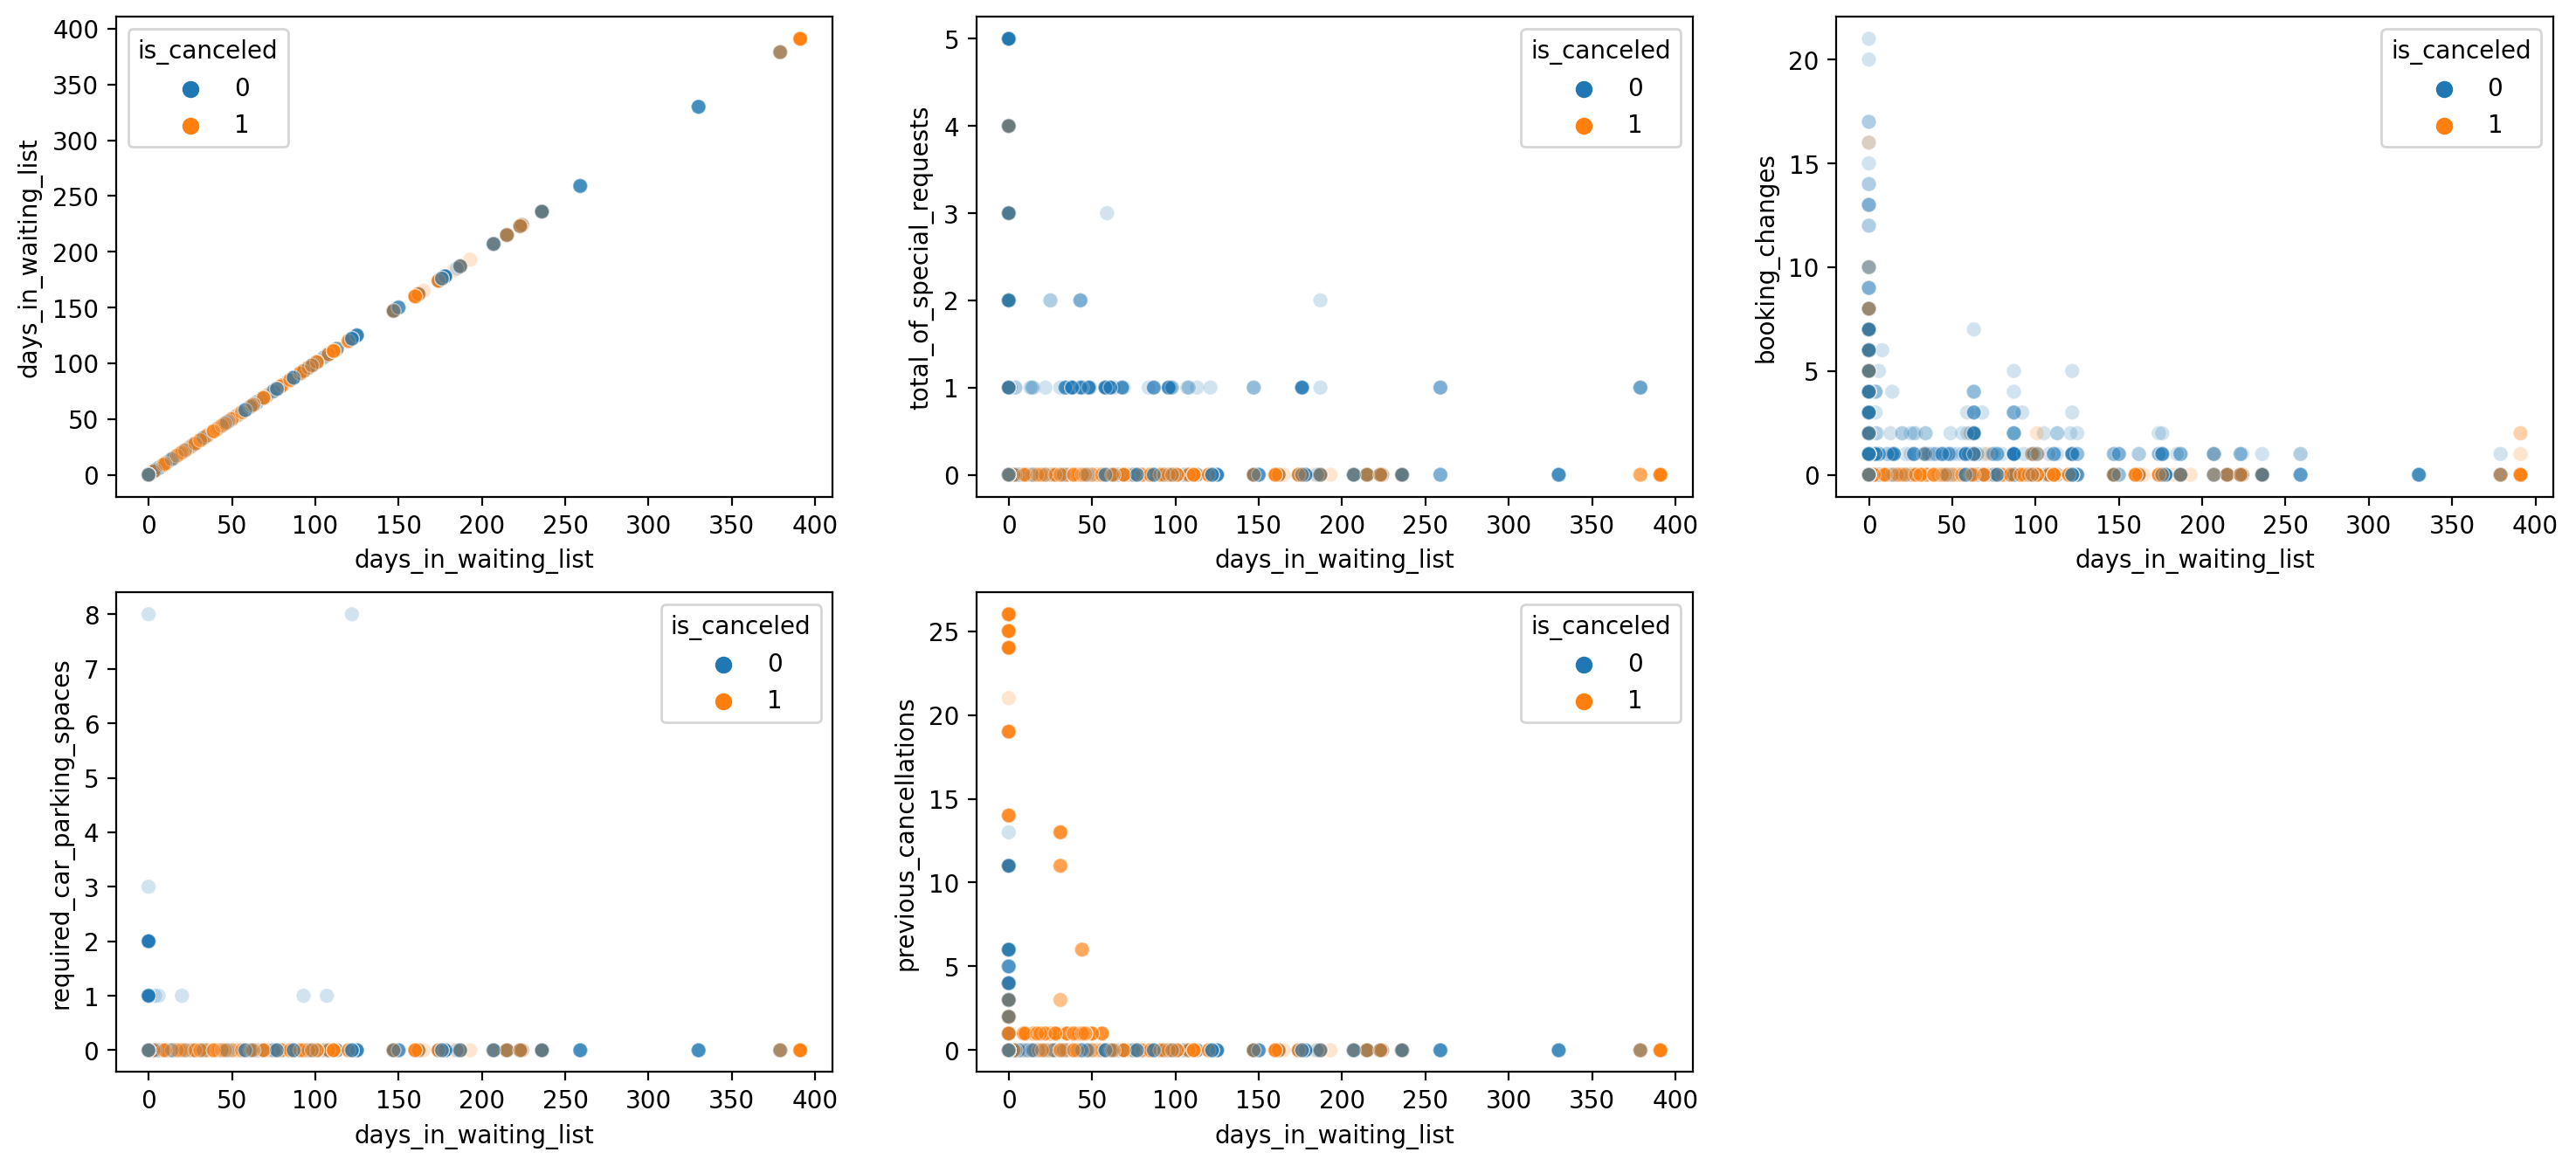 days_in_waiting_list
400
350
300
250
200
150
100
50
0
is_canceled
0
1
0 50 100 150 200 250 300 350 400
days_in_waiting_list
total_of_special_requests
5
4
3
2
1
0
is_canceled
0
1
0 50 100 150 200 250 300 350 400
days_in_waiting_list
booking_changes
20
15
10
5
0
is_canceled
0
1
0 50 100 150 200 250 300 350 400
days_in_waiting_list
required_car_parking_spaces
8
7
6
5
4
3
2
1
0
is_canceled
0
1
0 50 100 150 200 250 300 350 400
days_in_waiting_list
previous_cancellations
25
20
15
10
5
0
is_canceled
0
1
0 50 100 150 200 250 300 350 400
days_in_waiting_list